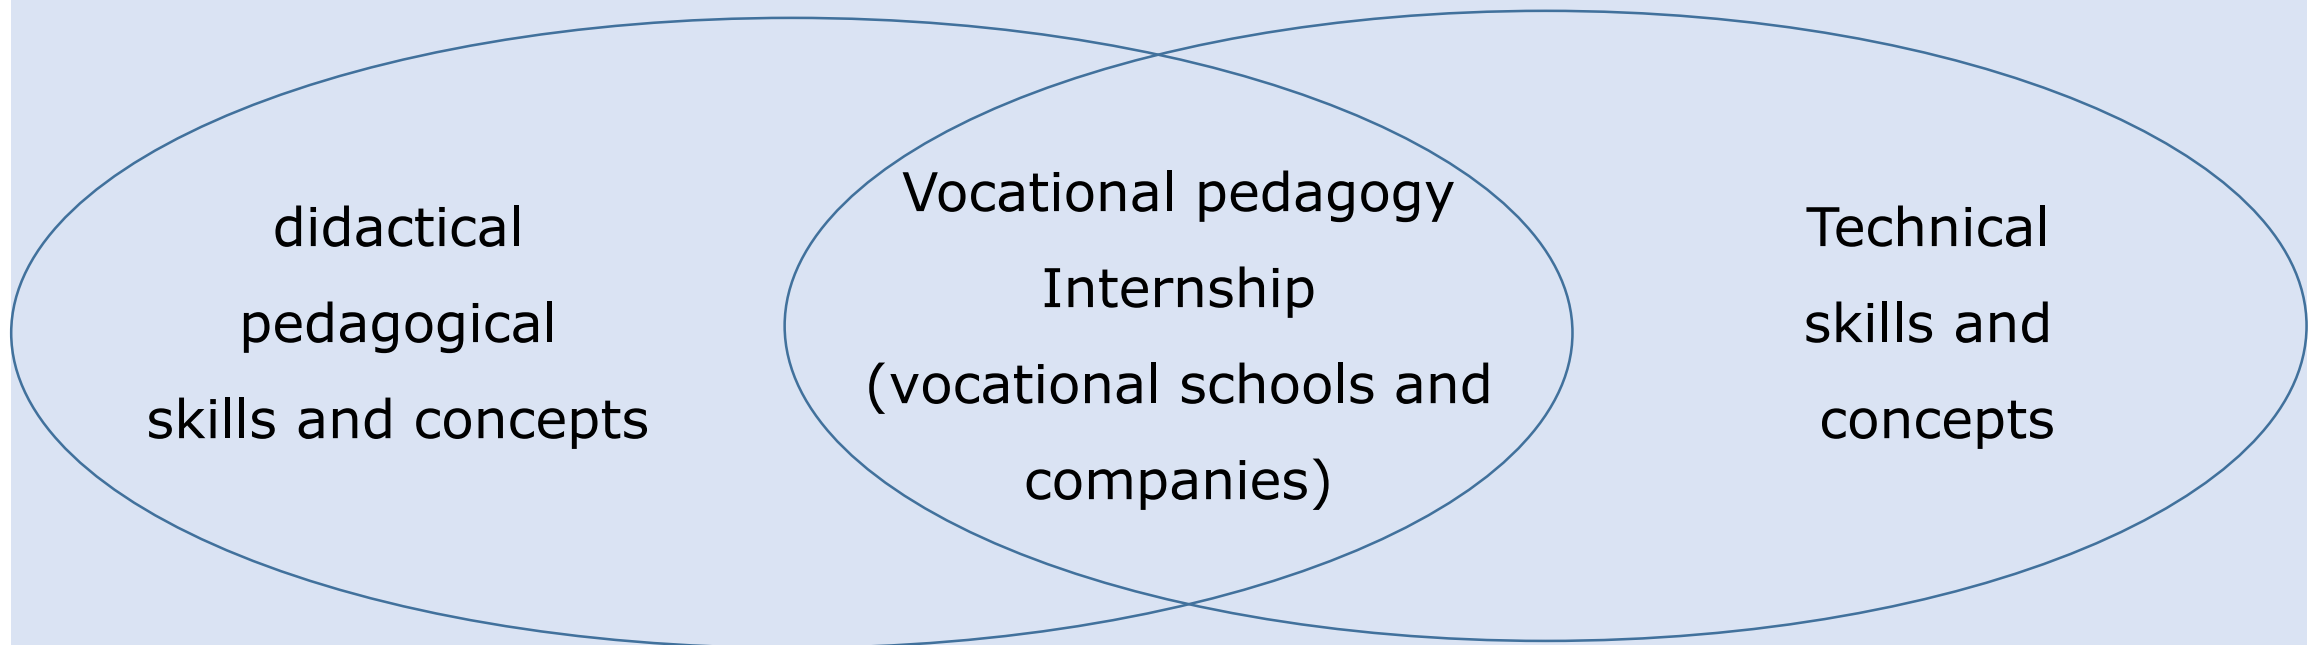 didactical
pedagogical
skills and concepts
Vocational pedagogy
Internship
(vocational schools and
companies)
Technical
skills and
concepts